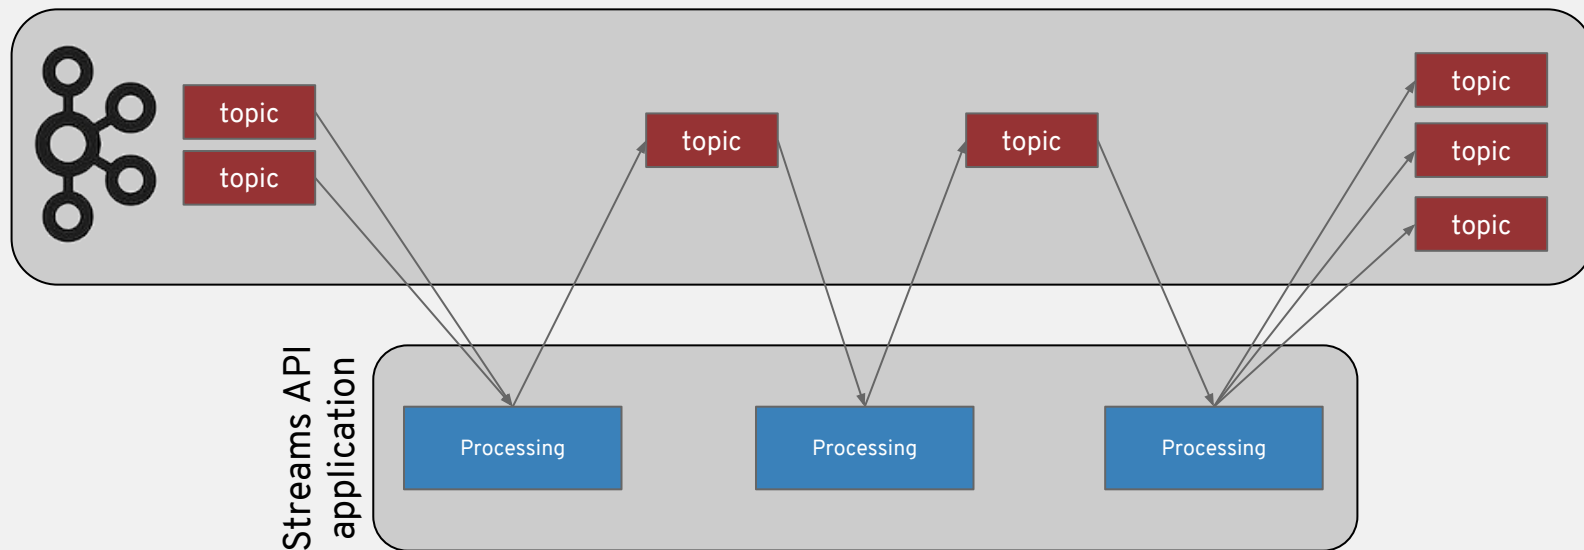 topic
topic
topic
topic
topic
topic
topic
Streams API
application
Processing
Processing
Processing